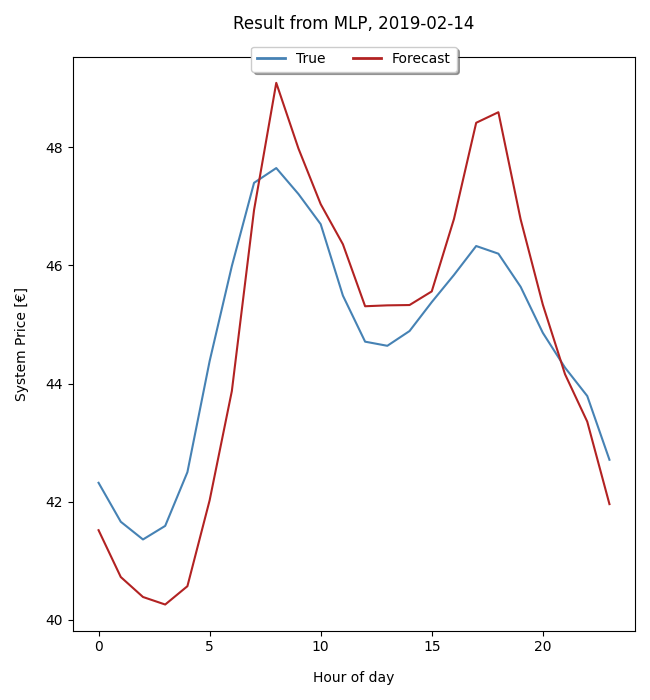 Result from MLP, 2019-02-14
True Forecast
48
46
44
42
40
System Price [€]
0 5 10 15 20
Hour of day